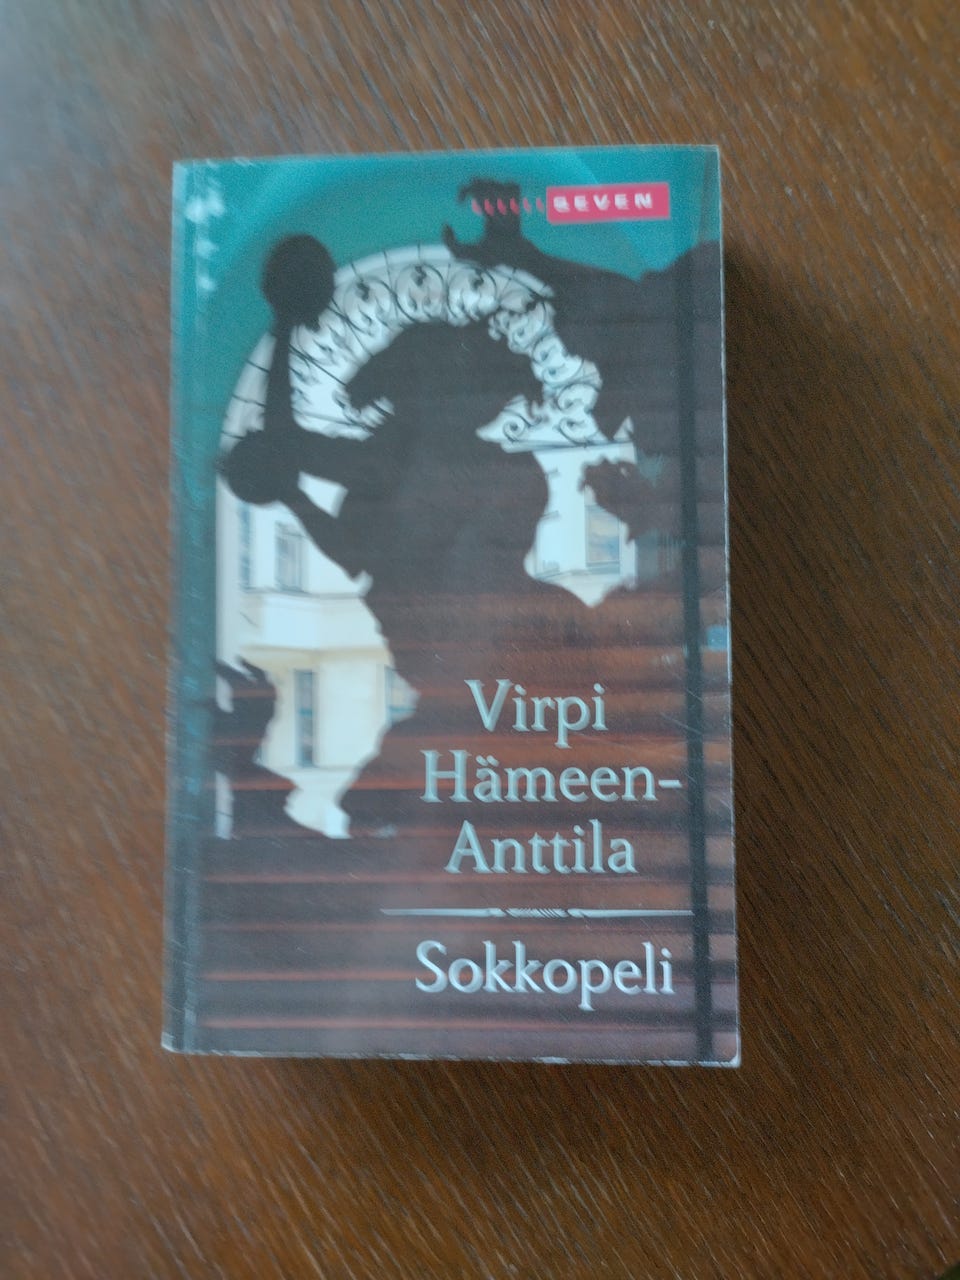 SEVEN
Virpi
Hämeen-
Anttila
Sokkopeli